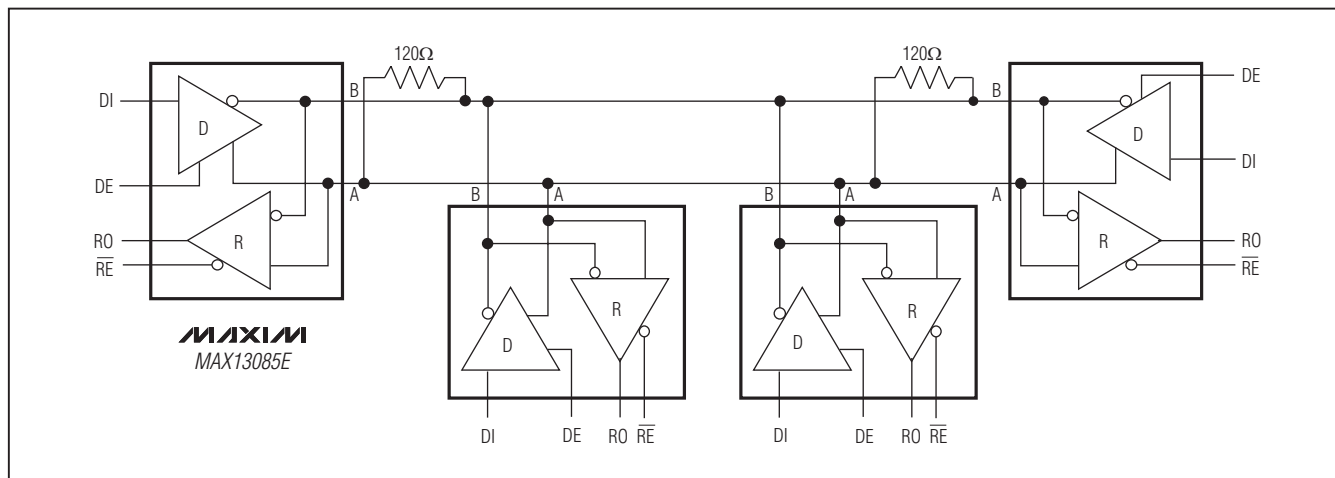 120Ω
120Ω
DI
D
B
B
DE
D
DE
A
B
A
B
A
A
DI
RO
R
R
RO
RE
RE
MAXIM
MAX13085E
D
R
D
R
DI
DE
RO
RE
DI
DE
RO
RE